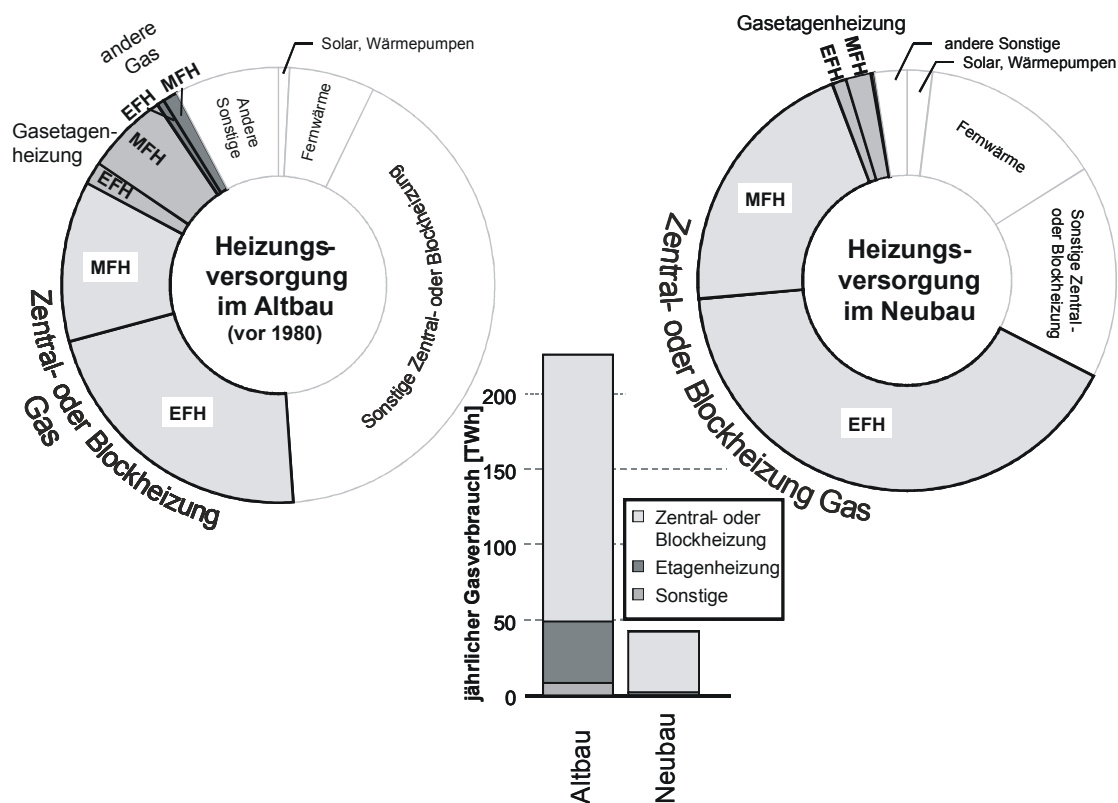 andere
Gas
Solar, Wärmepumpen
EFH
MFH
Gasetagen-
heizung
MFH
EFH
Andere
Sonstige
Fernwärme
Sonstige Zentral- oder Blockheizung
MFH
EFH
Zentral- oder Blockheizung
Gas
Heizungs-
versorgung
im Altbau
(vor 1980)
Gasetagenheizung
EFH
MFH
andere Sonstige
Solar, Wärmepumpen
Fernwärme
Sonstige Zentral-
oder Blockheizung
MFH
EFH
Zentral- oder Blockheizung Gas
Heizungs-
versorgung
im Neubau
jährlicher Gasverbrauch [TWh]
200
150
100
50
0
Zentral- oder
Blockheizung
Etagenheizung
Sonstige
Altbau
Neubau